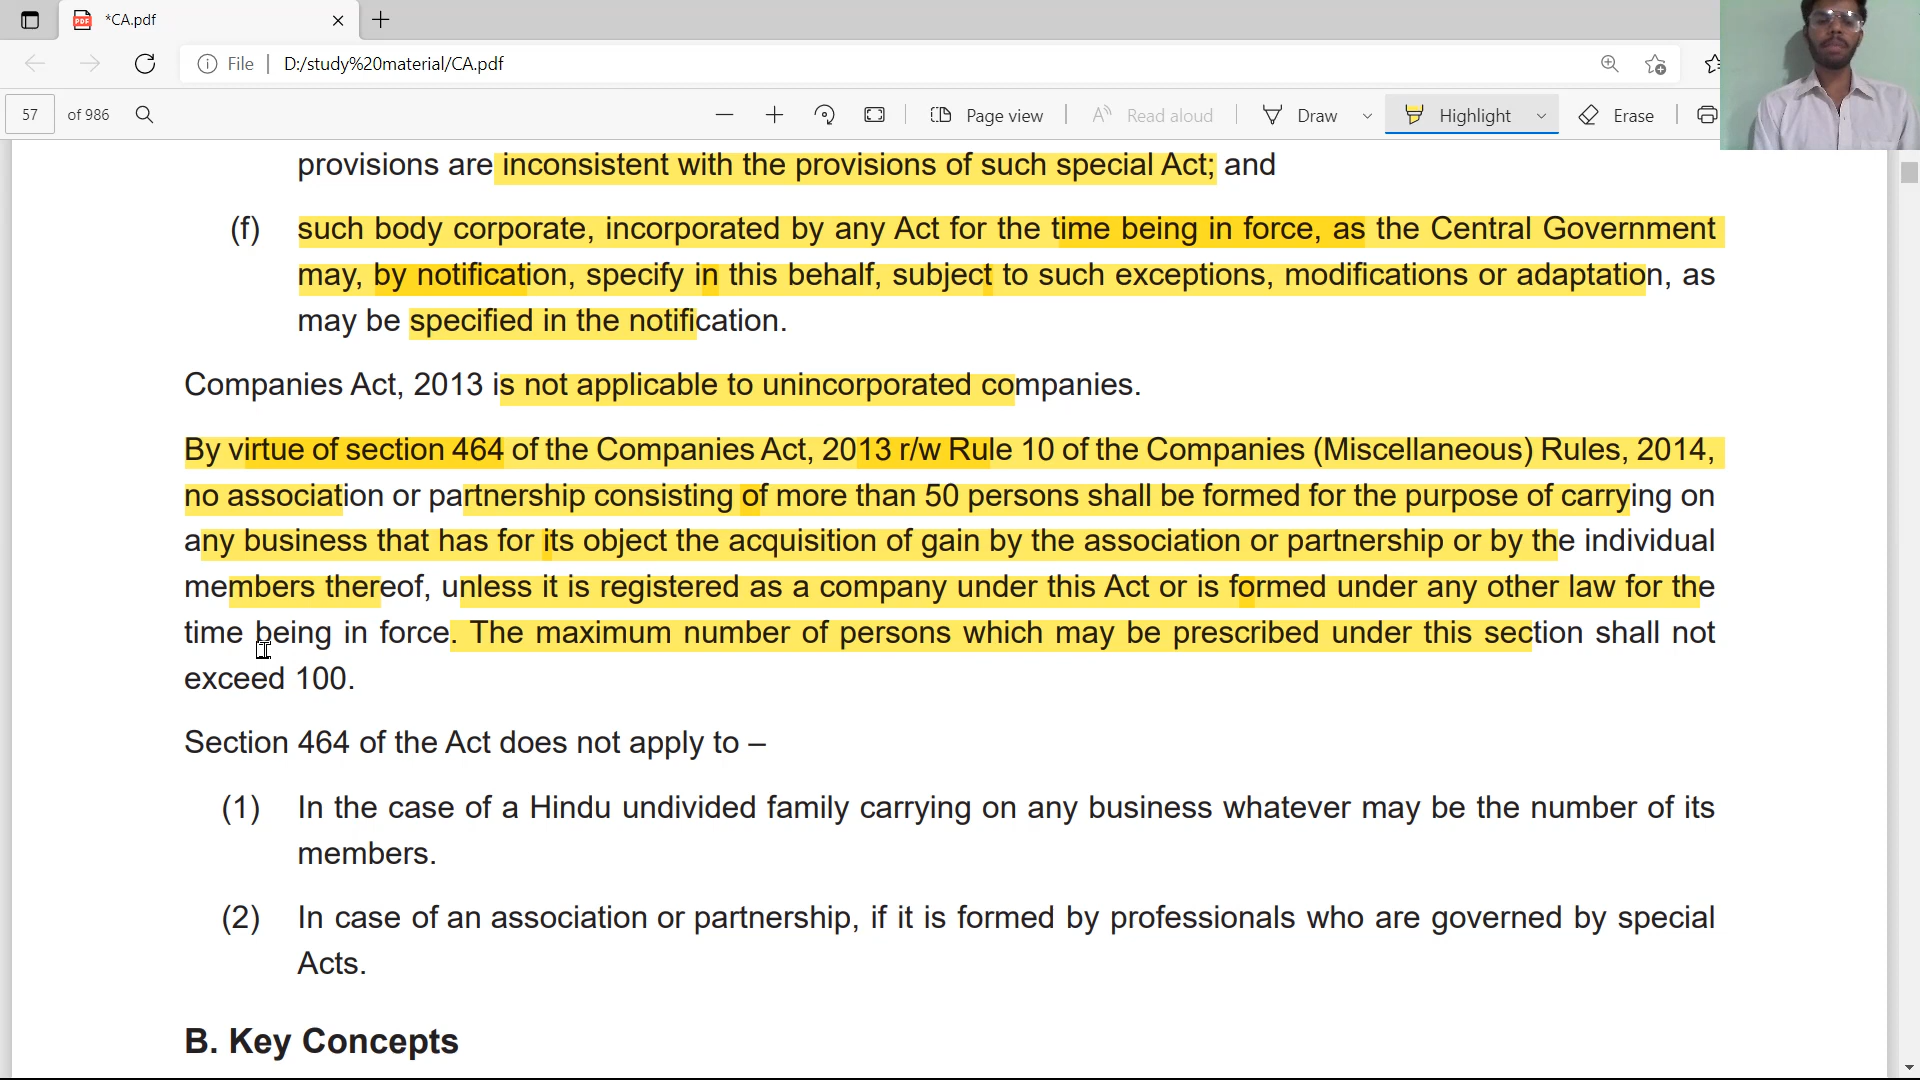 *CA.pdf
File D:/study%20material/CA.pdf
57 of 986 Page view Read aloud Draw Highlight Erase
provisions are inconsistent with the provisions of such special Act; and
(f) such body corporate, incorporated by any Act for the time being in force, as the Central Government
may, by notification, specify in this behalf, subject to such exceptions, modifications or adaptation, as
may be specified in the notification.
Companies Act, 2013 is not applicable to unincorporated companies.
By virtue of section 464 of the Companies Act, 2013 r/w Rule 10 of the Companies (Miscellaneous) Rules, 2014,
no association or partnership consisting of more than 50 persons shall be formed for the purpose of carrying on
any business that has for its object the acquisition of gain by the association or partnership or by the individual
members thereof, unless it is registered as a company under this Act or is formed under any other law for the
time being in force. The maximum number of persons which may be prescribed under this section shall not
exceed 100.
Section 464 of the Act does not apply to –
(1) In the case of a Hindu undivided family carrying on any business whatever may be the number of its
members.
(2) In case of an association or partnership, if it is formed by professionals who are governed by special
Acts.
B. Key Concepts